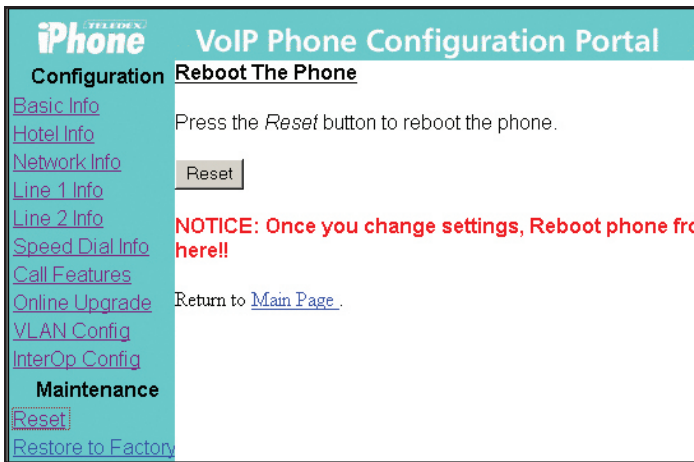 TELEDEX
iPhone
VoIP Phone Configuration Portal
Configuration
Basic Info
Hotel Info
Network Info
Line 1 Info
Line 2 Info
Speed Dial Info
Call Features
Online Upgrade
VLAN Config
InterOp Config
Maintenance
Reset
Restore to Factory
Reboot The Phone
Press the Reset button to reboot the phone.
Reset
NOTICE: Once you change settings, Reboot phone fro
here!!
Return to Main Page .